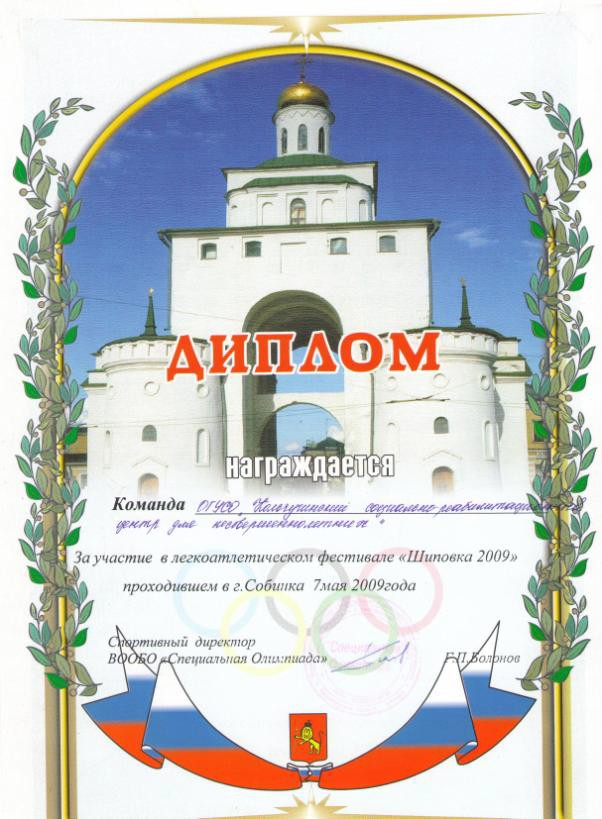 ДИПЛОМ
награждается
Команда ОГУСО „Кольчугинский социально-реабилитационный
центр для несовершеннолетних"
За участие в легкоатлетическом фестивале «Шиповка 2009»
проходившем в г.Собинка 7мая 2009года
Спортивный директор
ВООБО «Специальная Олимпиада» Г.П.Болонов